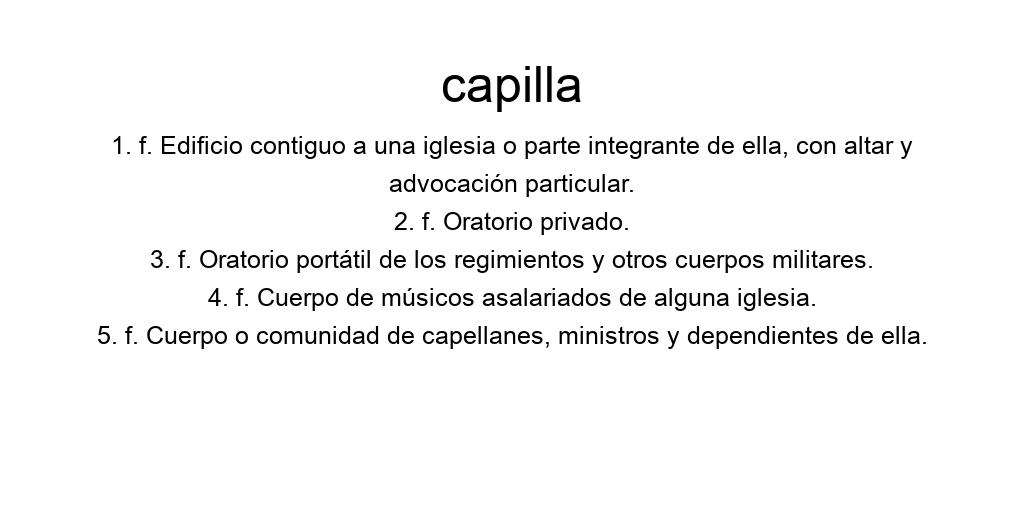 capilla
1. f. Edificio contiguo a una iglesia o parte integrante de ella, con altar y
advocación particular.
2. f. Oratorio privado.
3. f. Oratorio portátil de los regimientos y otros cuerpos militares.
4. f. Cuerpo de músicos asalariados de alguna iglesia.
5. f. Cuerpo o comunidad de capellanes, ministros y dependientes de ella.